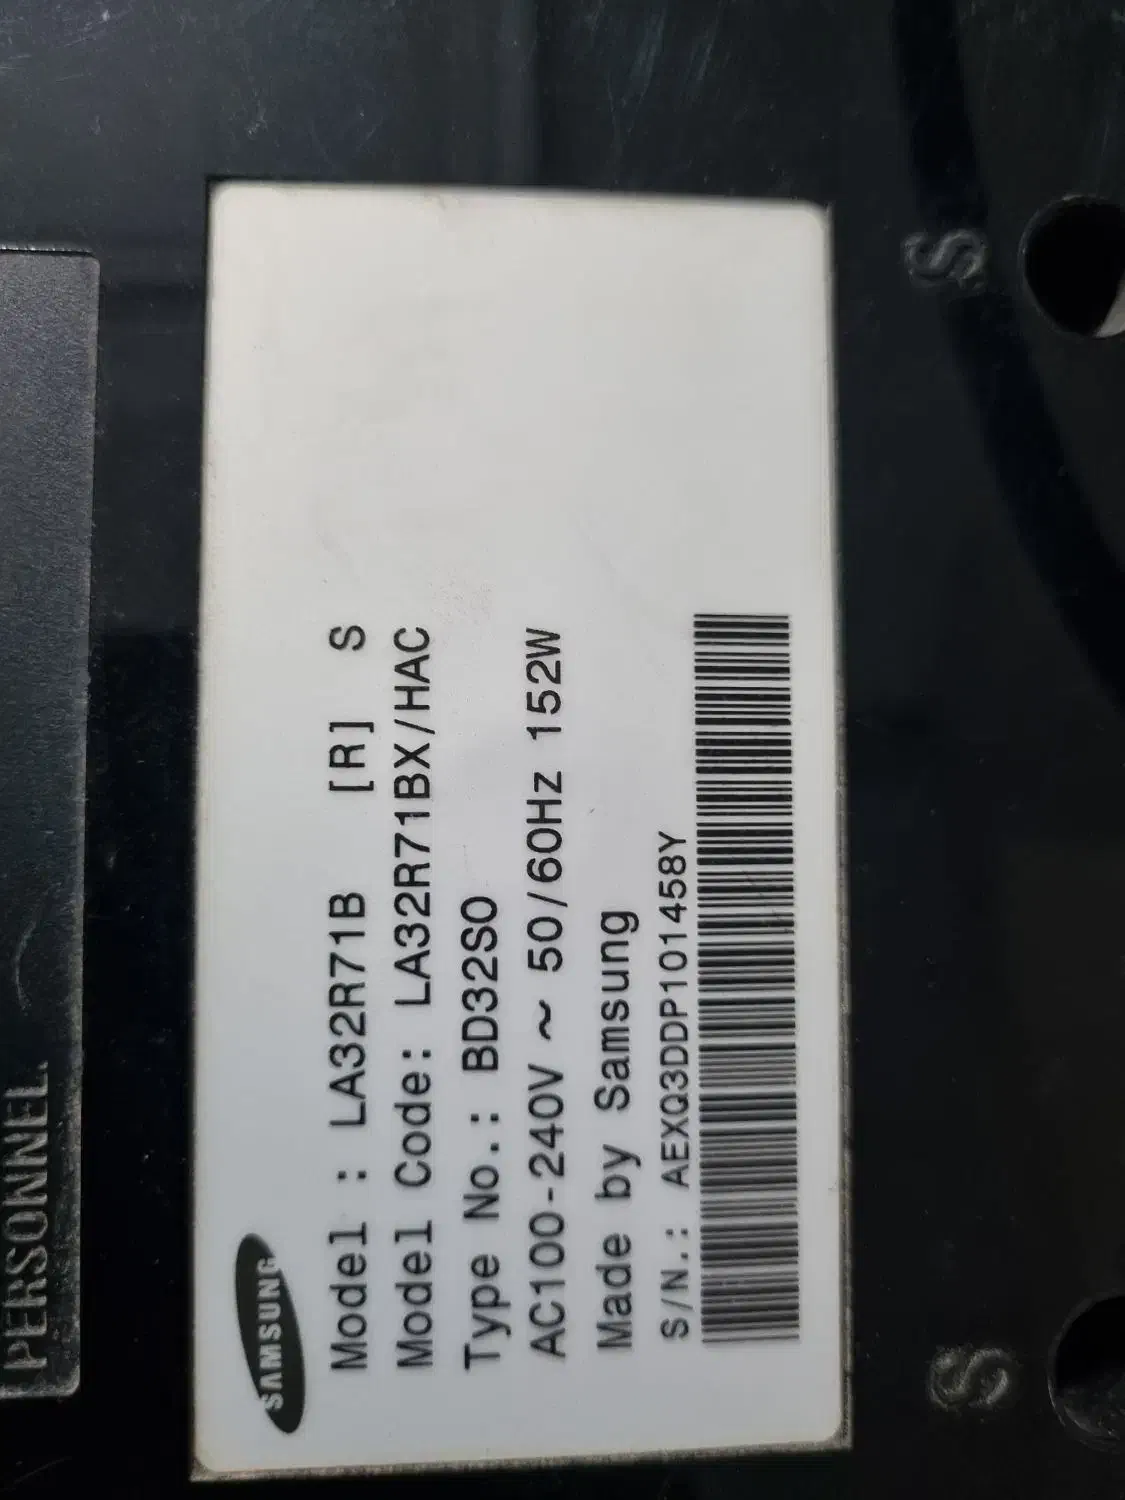 PERSONNEL.
SAMSUNG
Model : LA32R71B [R] S
Model Code: LA32R71BX/HAC
Type No.: BD32SO
AC100-240V ~ 50/60Hz 152W
Made by Samsung
S/N.: AEXQ3DDP101458Y
S
S